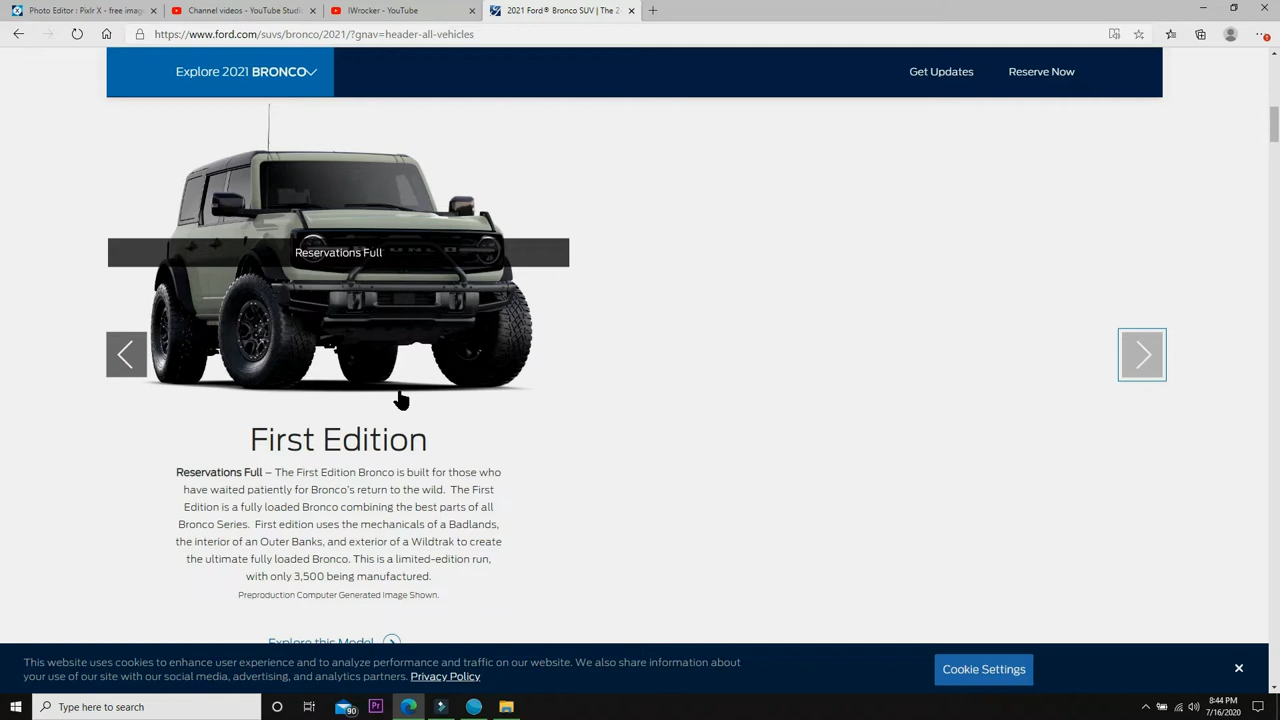 Photo Editor : Pixlr X - free imag
Channel videos - YouTube Studi
IWrocker - YouTube
2021 Ford® Bronco SUV | The 2-
https://www.ford.com/suvs/bronco/2021/?gnav=header-all-vehicles
Explore 2021 BRONCO
Get Updates
Reserve Now
Reservations Full
First Edition
Reservations Full – The First Edition Bronco is built for those who
have waited patiently for Bronco's return to the wild. The First
Edition is a fully loaded Bronco combining the best parts of all
Bronco Series. First edition uses the mechanicals of a Badlands,
the interior of an Outer Banks, and exterior of a Wildtrak to create
the ultimate fully loaded Bronco. This is a limited-edition run,
with only 3,500 being manufactured.
Preproduction Computer Generated Image Shown.
Explore this Model
This website uses cookies to enhance user experience and to analyze performance and traffic on our website. We also share information about
your use of our site with our social media, advertising, and analytics partners. Privacy Policy
Cookie Settings
Type here to search
90
Pr
8:44 PM
7/16/2020